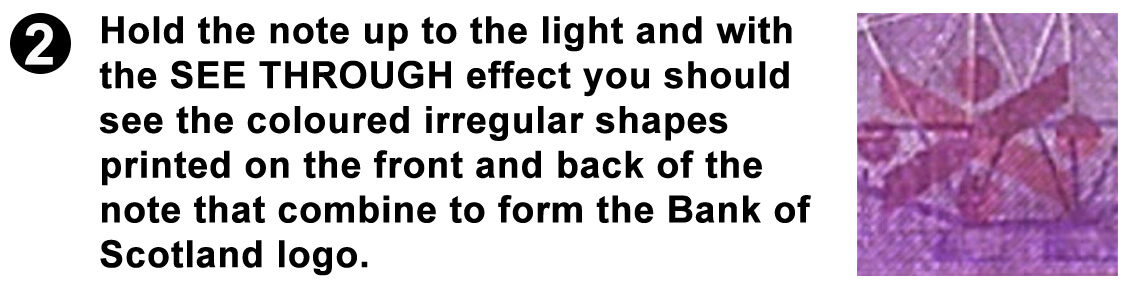 2 Hold the note up to the light and with
the SEE THROUGH effect you should
see the coloured irregular shapes
printed on the front and back of the
note that combine to form the Bank of
Scotland logo.